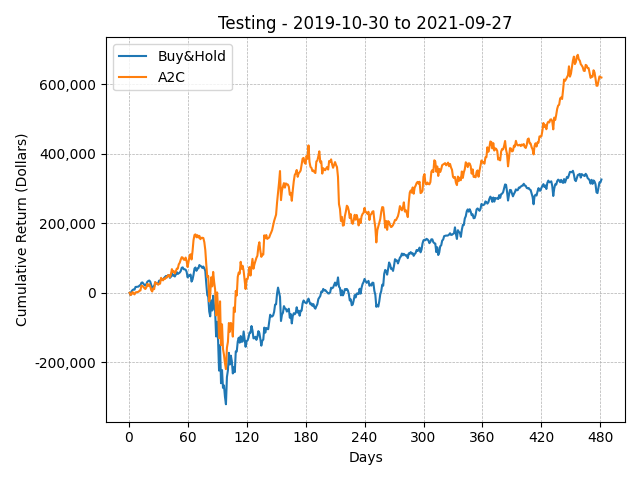 Testing - 2019-10-30 to 2021-09-27
Buy&Hold
A2C
Cumulative Return (Dollars)
600,000
400,000
200,000
0
-200,000
0 60 120 180 240 300 360 420 480
Days